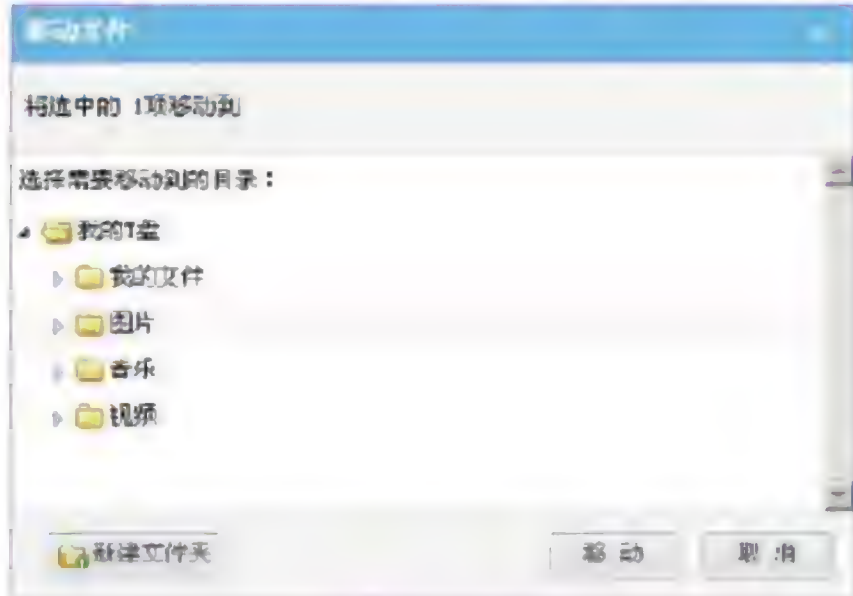 移动文件
将选中的 1项移动到
选择需要移动到的目录：
我的T盘
我的文件
图片
音乐
视频
新建文件夹
移 动
取 消